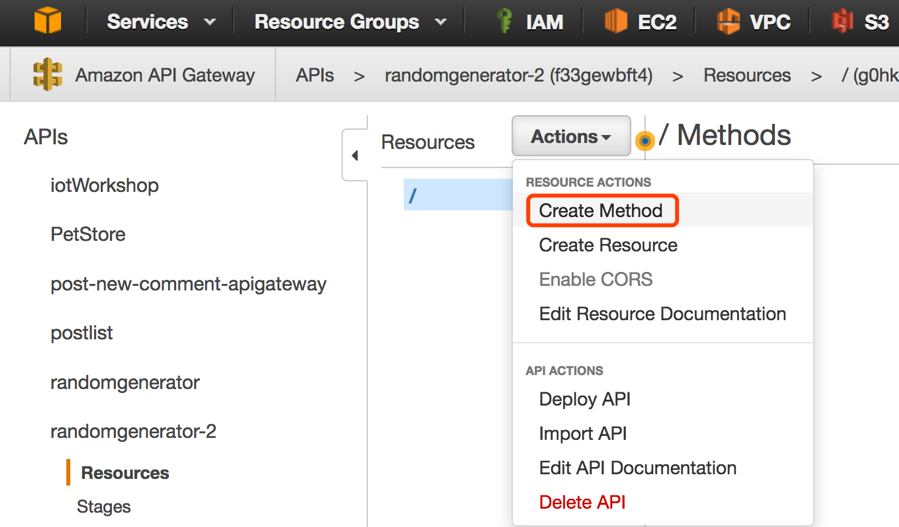 Services Resource Groups IAM EC2 VPC S3
Amazon API Gateway APIs > randomgenerator-2 (f33gewbft4) > Resources > / (g0hk
APIs
iotWorkshop
PetStore
post-new-comment-apigateway
postlist
randomgenerator
randomgenerator-2
Resources
Stages
Resources
/
Actions
/ Methods
RESOURCE ACTIONS
Create Method
Create Resource
Enable CORS
Edit Resource Documentation
API ACTIONS
Deploy API
Import API
Edit API Documentation
Delete API